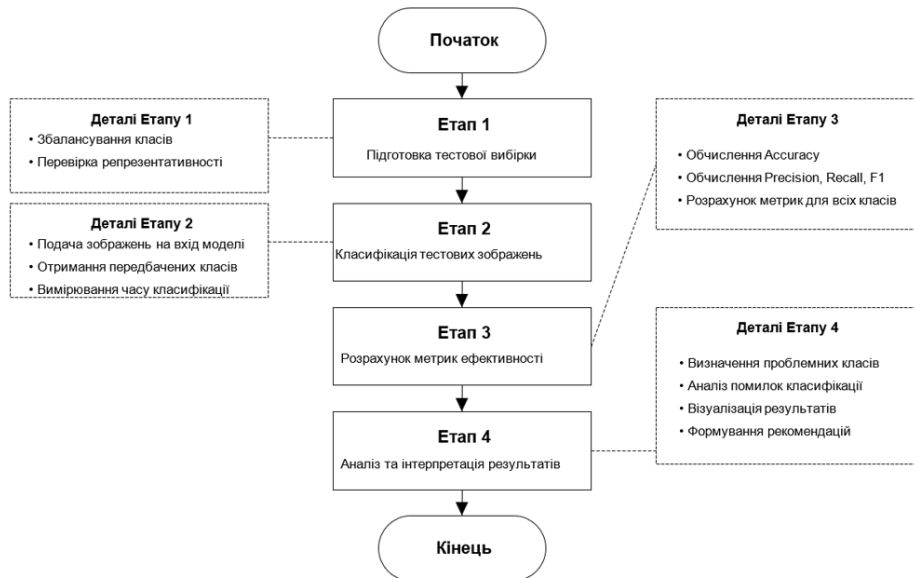 Початок
Деталі Етапу 1
• Збалансування класів
• Перевірка репрезентативності
Етап 1
Підготовка тестової вибірки
Деталі Етапу 3
• Обчислення Accuracy
• Обчислення Precision, Recall, F1
• Розрахунок метрик для всіх класів
Деталі Етапу 2
• Подача зображень на вхід моделі
• Отримання передбачених класів
• Вимірювання часу класифікації
Етап 2
Класифікація тестових зображень
Етап 3
Розрахунок метрик ефективності
Деталі Етапу 4
• Визначення проблемних класів
• Аналіз помилок класифікації
• Візуалізація результатів
• Формування рекомендацій
Етап 4
Аналіз та інтерпретація результатів
Кінець